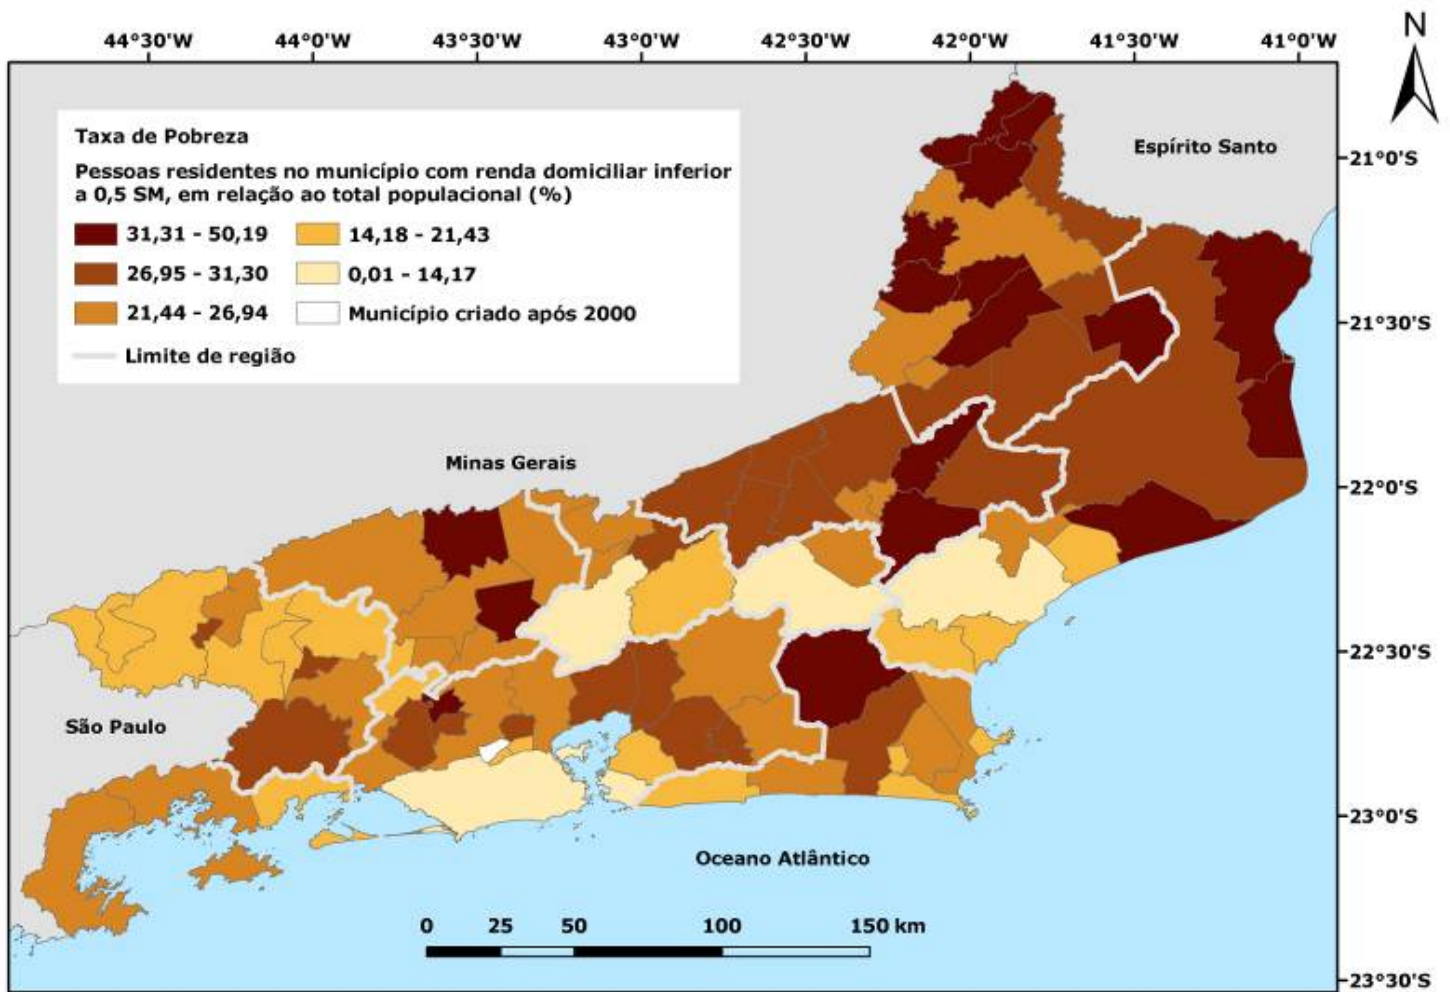 N
44°30'W 44°0'W 43°30'W 43°0'W 42°30'W 42°0'W 41°30'W 41°0'W
Taxa de Pobreza
Pessoas residentes no município com renda domiciliar inferior
a 0,5 SM, em relação ao total populacional (%)
31,31 - 50,19
14,18 - 21,43
26,95 - 31,30
0,01 - 14,17
21,44 - 26,94
Município criado após 2000
Limite de região
Espírito Santo
21°0'S
21°30'S
Minas Gerais
22°0'S
22°30'S
São Paulo
23°0'S
Oceano Atlântico
0 25 50 100 150 km
23°30'S